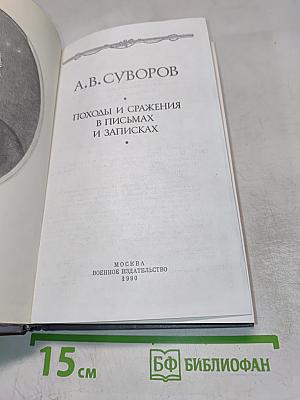 А.В.СУВОРОВ
ПОХОДЫ И СРАЖЕНИЯ
В ПИСЬМАХ
И ЗАПИСКАХ
МОСКВА
ВОЕННОЕ ИЗДАТЕЛЬСТВО
1990
15 см
БФ БИБЛИОФАН